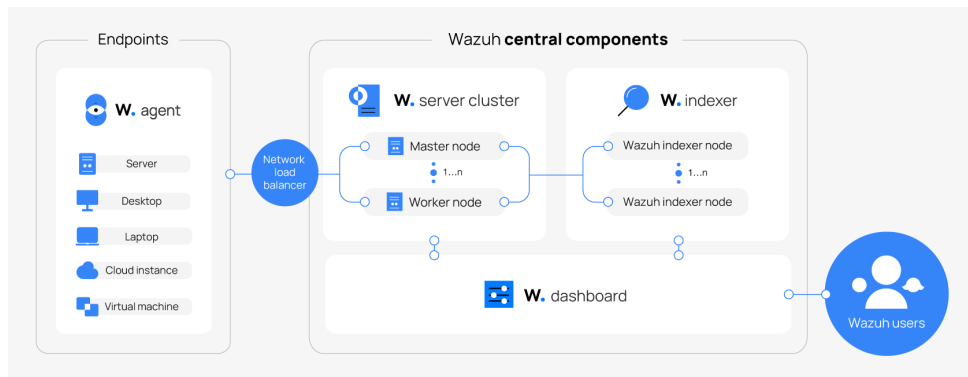 Endpoints
W. agent
Server
Desktop
Laptop
Cloud instance
Virtual machine
Network
load
balancer
Wazuh central components
W. server cluster
Master node
1...n
Worker node
W. indexer
Wazuh indexer node
1...n
Wazuh indexer node
W. dashboard
Wazuh users